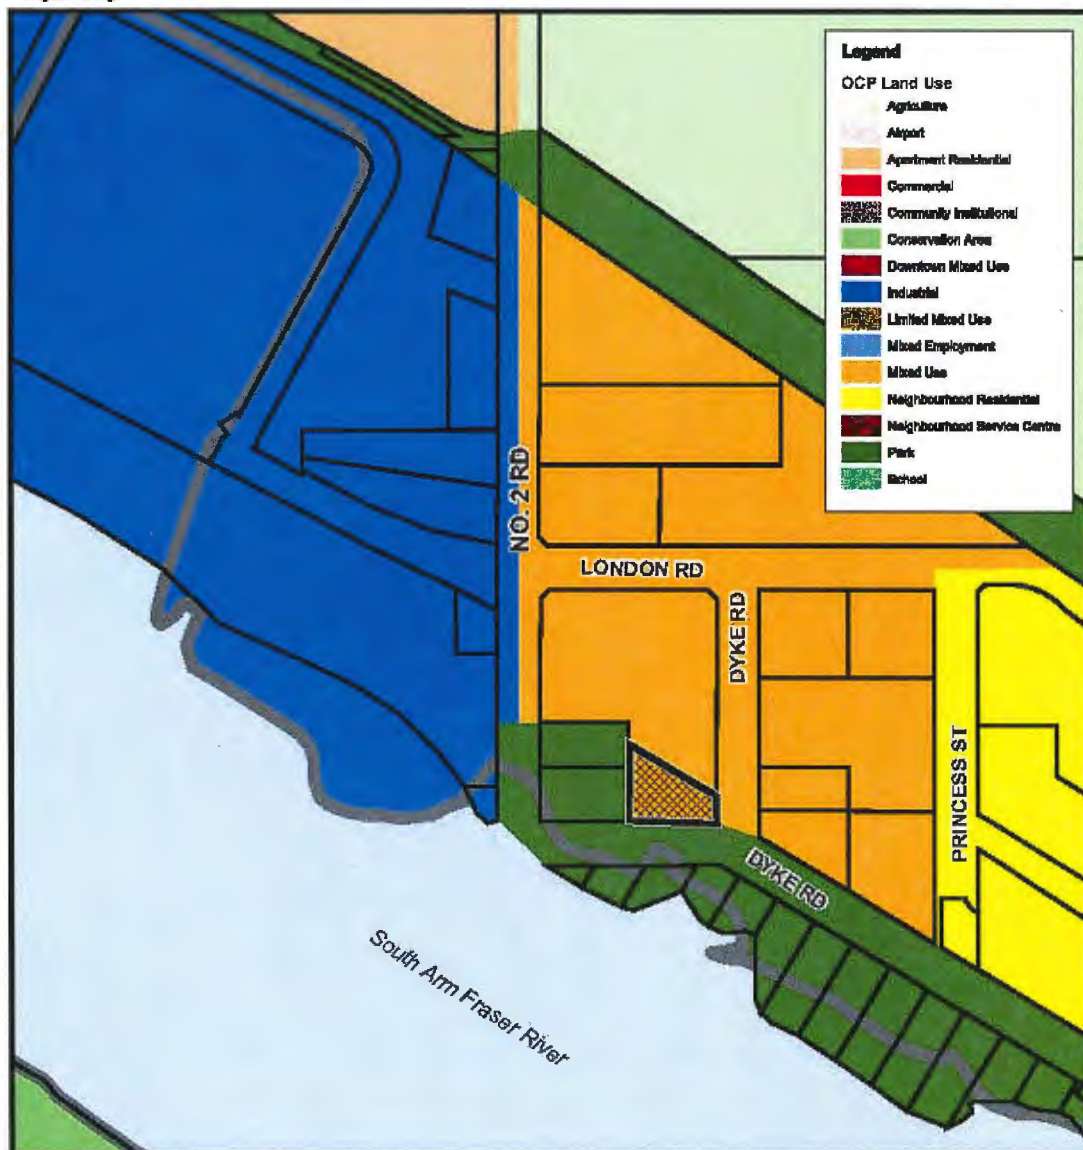 Legend
OCP Land Use
Agriculture
Airport
Apartment Residential
Commercial
Community Institutional
Conservation Area
Downtown Mixed Use
Industrial
Limited Mixed Use
Mixed Employment
Mixed Use
Neighbourhood Residential
Neighbourhood Service Centre
Park
School
NO. 2 RD
LONDON RD
DYKE RD
PRINCESS ST
DYKE RD
South Arm Fraser River